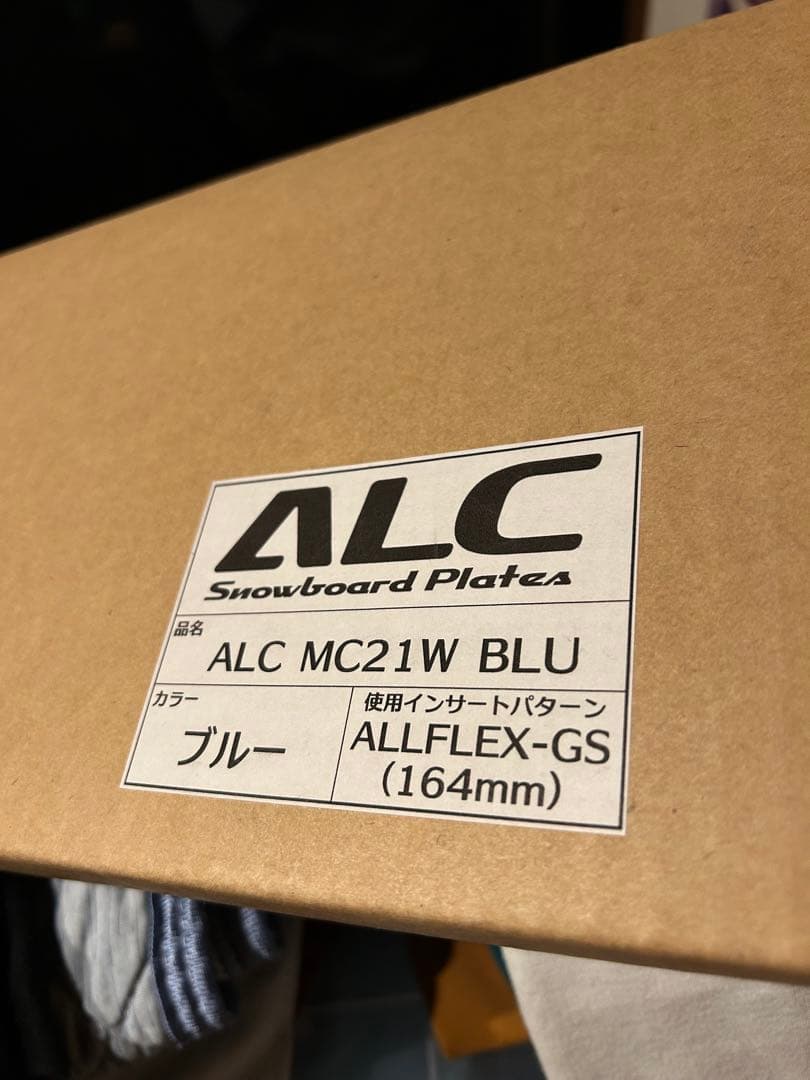 ALC
Snowboard Plates
品名
ALC MC21W BLU
カラー
ブルー
使用インサートパターン
ALLFLEX-GS
(164mm)